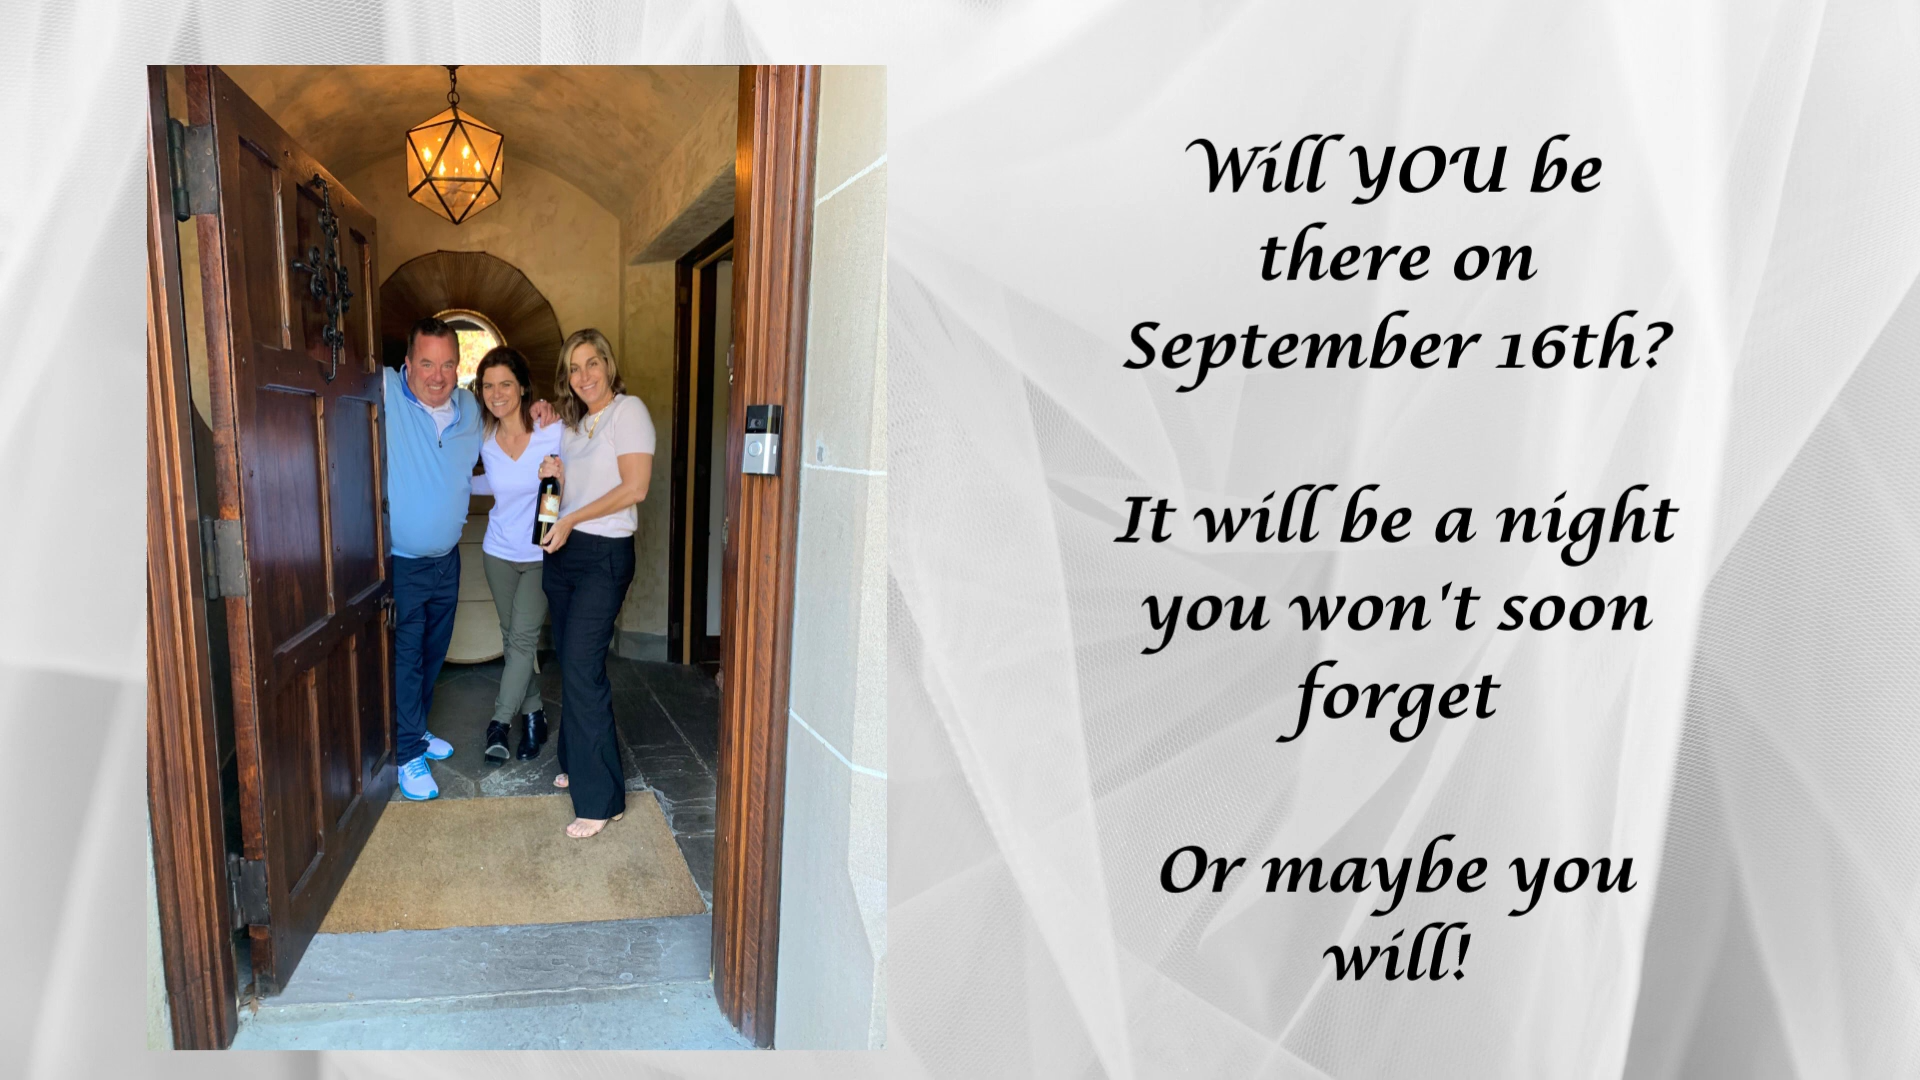 Will YOU be
there on
September 16th?
It will be a night
you won't soon
forget
Or maybe you
will!